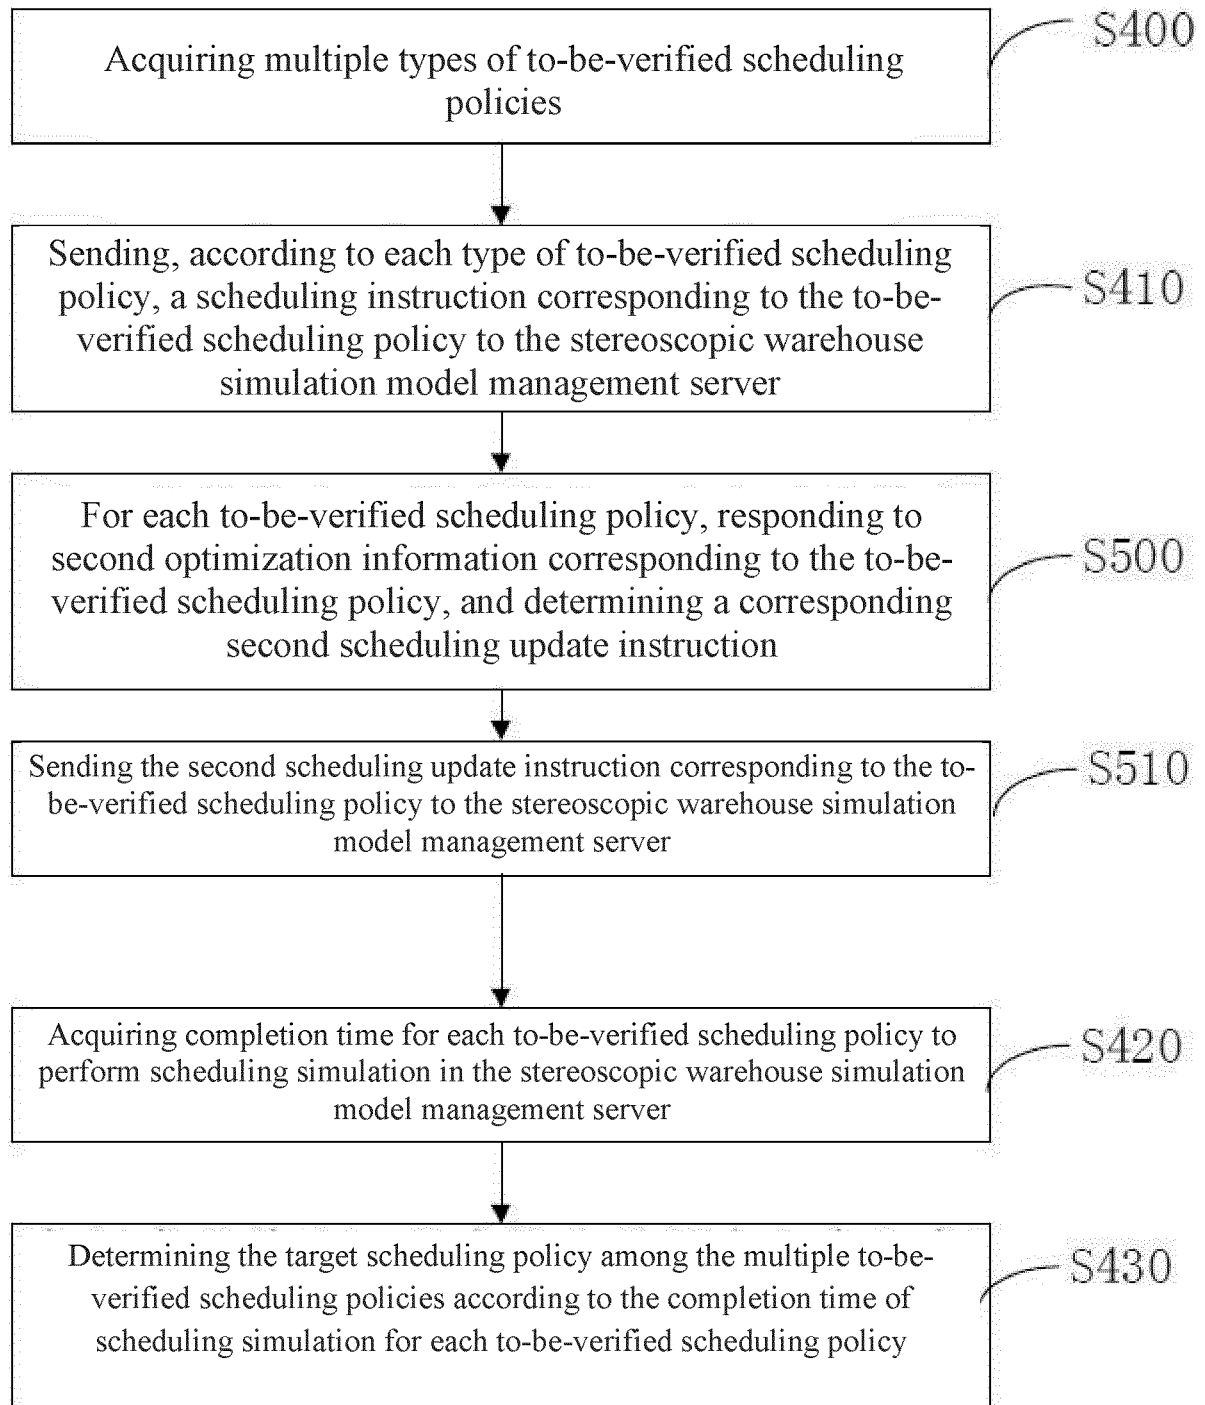 Acquiring multiple types of to-be-verified scheduling
policies
S400
Sending, according to each type of to-be-verified scheduling
policy, a scheduling instruction corresponding to the to-be-
verified scheduling policy to the stereoscopic warehouse
simulation model management server
S410
For each to-be-verified scheduling policy, responding to
second optimization information corresponding to the to-be-
verified scheduling policy, and determining a corresponding
second scheduling update instruction
S500
Sending the second scheduling update instruction corresponding to the to-
be-verified scheduling policy to the stereoscopic warehouse simulation
model management server
S510
Acquiring completion time for each to-be-verified scheduling policy to
perform scheduling simulation in the stereoscopic warehouse simulation
model management server
S420
Determining the target scheduling policy among the multiple to-be-
verified scheduling policies according to the completion time of
scheduling simulation for each to-be-verified scheduling policy
S430